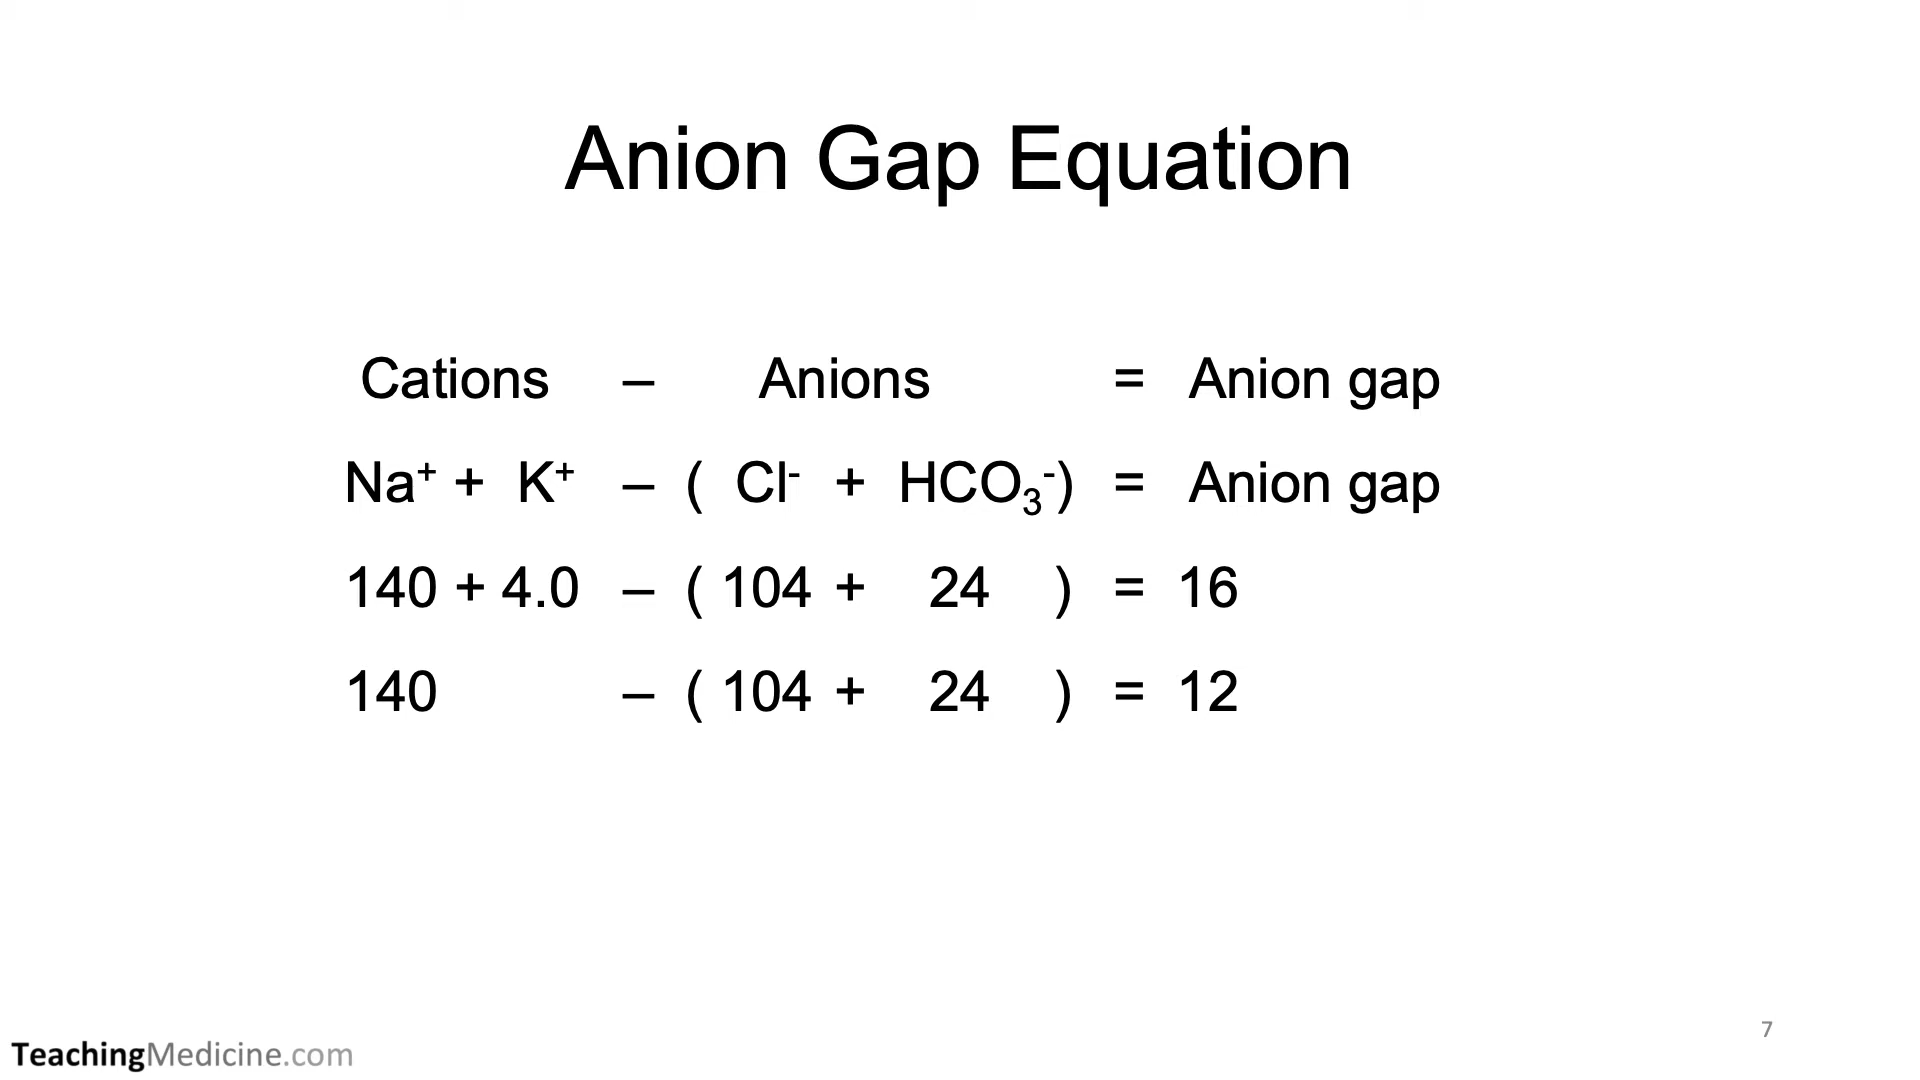 Anion Gap Equation
Cations – Anions = Anion gap
Na⁺ + K⁺ – ( Cl⁻ + HCO₃⁻) = Anion gap
140 + 4.0 – ( 104 + 24 ) = 16
140 – ( 104 + 24 ) = 12
7
TeachingMedicine.com